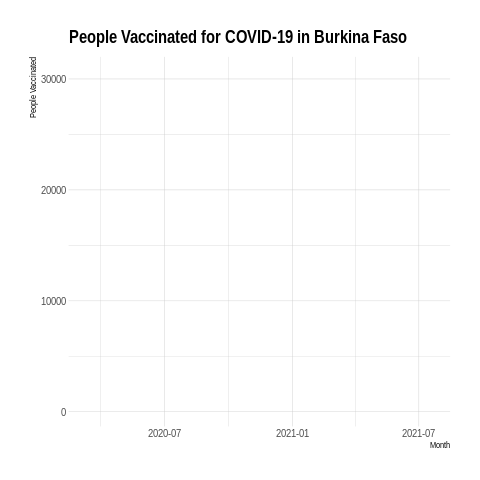 People Vaccinated for COVID-19 in Burkina Faso
People Vaccinated
30000
20000
10000
0
2020-07 2021-01 2021-07
Month